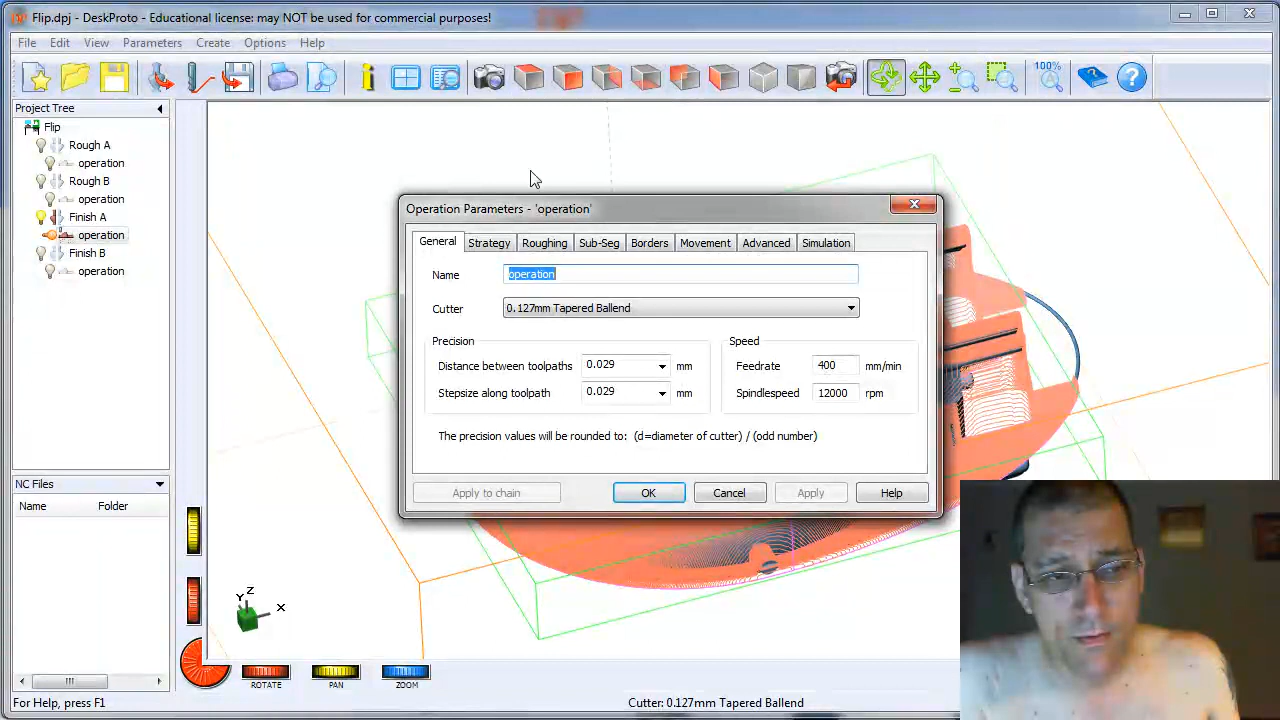 Flip.dpj - DeskProto - Educational license: may NOT be used for commercial purposes!
File Edit View Parameters Create Options Help
100%
Project Tree
Flip
Rough A
operation
Rough B
operation
Finish A
operation
Finish B
operation
NC Files
Name Folder
Operation Parameters - 'operation'
General Strategy Roughing Sub-Seg Borders Movement Advanced Simulation
Name operation
Cutter 0.127mm Tapered Ballend
Precision Speed
Distance between toolpaths 0.029 mm Feedrate 400 mm/min
Stepsize along toolpath 0.029 mm Spindlespeed 12000 rpm
The precision values will be rounded to: (d=diameter of cutter) / (odd number)
Apply to chain OK Cancel Apply Help
Z
Y
X
ROTATE PAN ZOOM
For Help, press F1 Cutter: 0.127mm Tapered Ballend